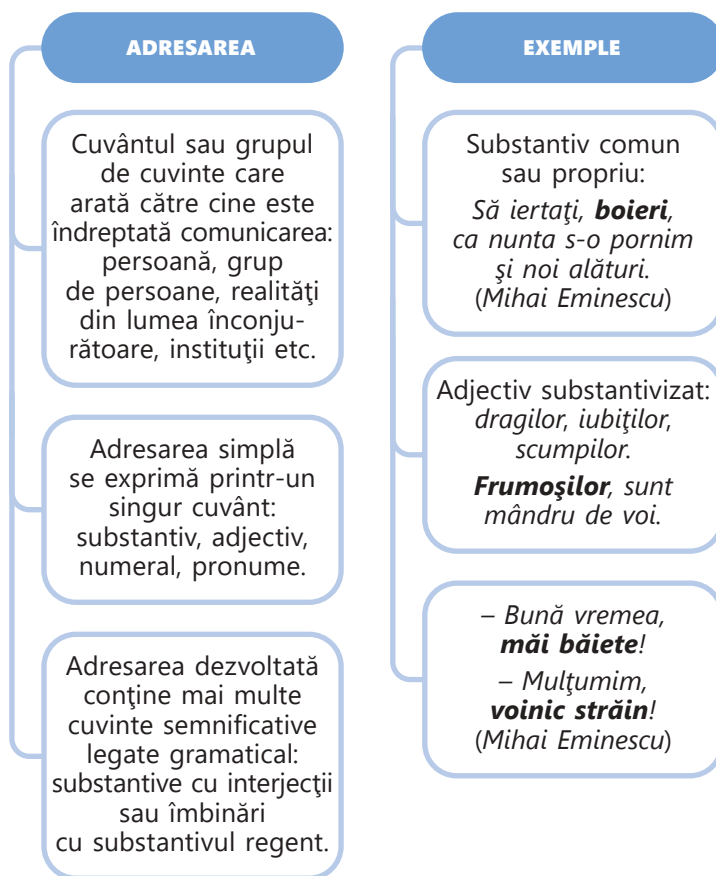 ADRESAREA
Cuvântul sau grupul
de cuvinte care
arată către cine este
îndreptată comunicarea:
persoană, grup
de persoane, realităţi
din lumea înconju-
rătoare, instituţii etc.
Adresarea simplă
se exprimă printr-un
singur cuvânt:
substantiv, adjectiv,
numeral, pronume.
Adresarea dezvoltată
conţine mai multe
cuvinte semnificative
legate gramatical:
substantive cu interjecţii
sau îmbinări
cu substantivul regent.
EXEMPLE
Substantiv comun
sau propriu:
Să iertaţi, boieri,
ca nunta s-o pornim
şi noi alături.
(Mihai Eminescu)
Adjectiv substantivizat:
dragilor, iubiţilor,
scumpilor.
Frumoşilor, sunt
mândru de voi.
– Bună vremea,
măi băiete!
– Mulţumim,
voinic străin!
(Mihai Eminescu)